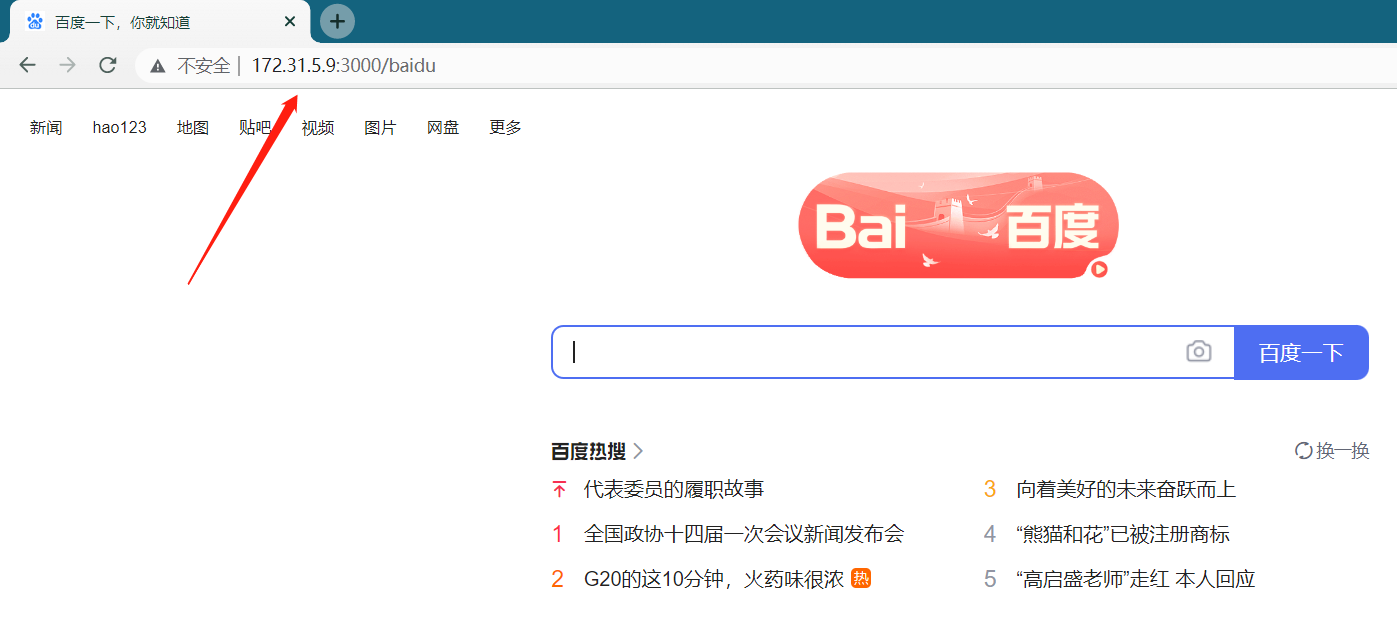 百度一下，你就知道
不安全 | 172.31.5.9:3000/baidu
新闻 hao123 地图 贴吧 视频 图片 网盘 更多
Bai 百度
百度一下
百度热搜
换一换
代表委员的履职故事
1 全国政协十四届一次会议新闻发布会
2 G20的这10分钟，火药味很浓 热
3 向着美好的未来奋跃而上
4 “熊猫和花”已被注册商标
5 “高启盛老师”走红 本人回应